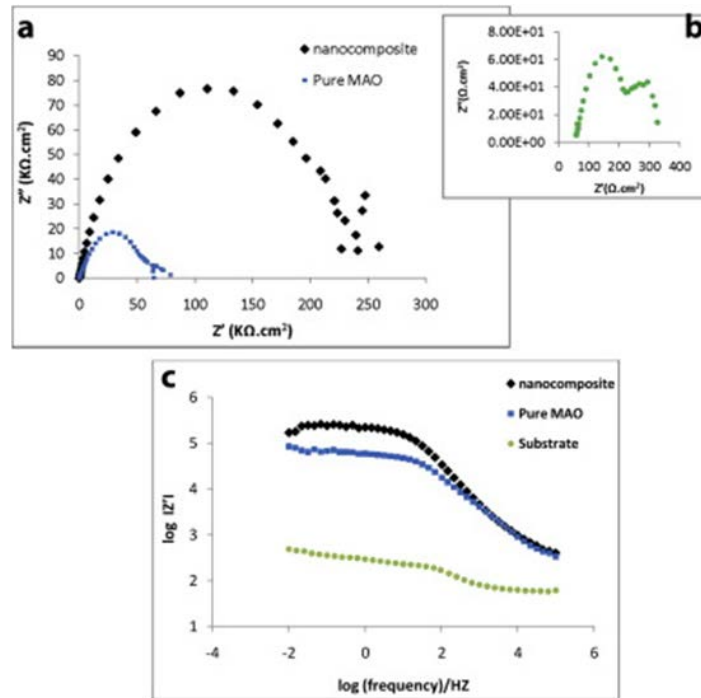 a
90
80
70
60
50
40
30
20
10
0
Z'' (KΩ.cm²)
nanocomposite
Pure MAO
0 50 100 150 200 250 300
Z' (KΩ.cm²)
b
8.00E+01
6.00E+01
4.00E+01
2.00E+01
0.00E+00
Z''(Ω.cm²)
0 100 200 300 400
Z'(Ω.cm²)
c
6
5
4
3
2
1
log |Z'|
nanocomposite
Pure MAO
Substrate
-2 0 2 4 6
-4
log (frequency)/HZ